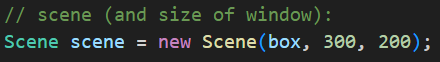 // scene (and size of window):
Scene scene = new Scene(box, 300, 200);